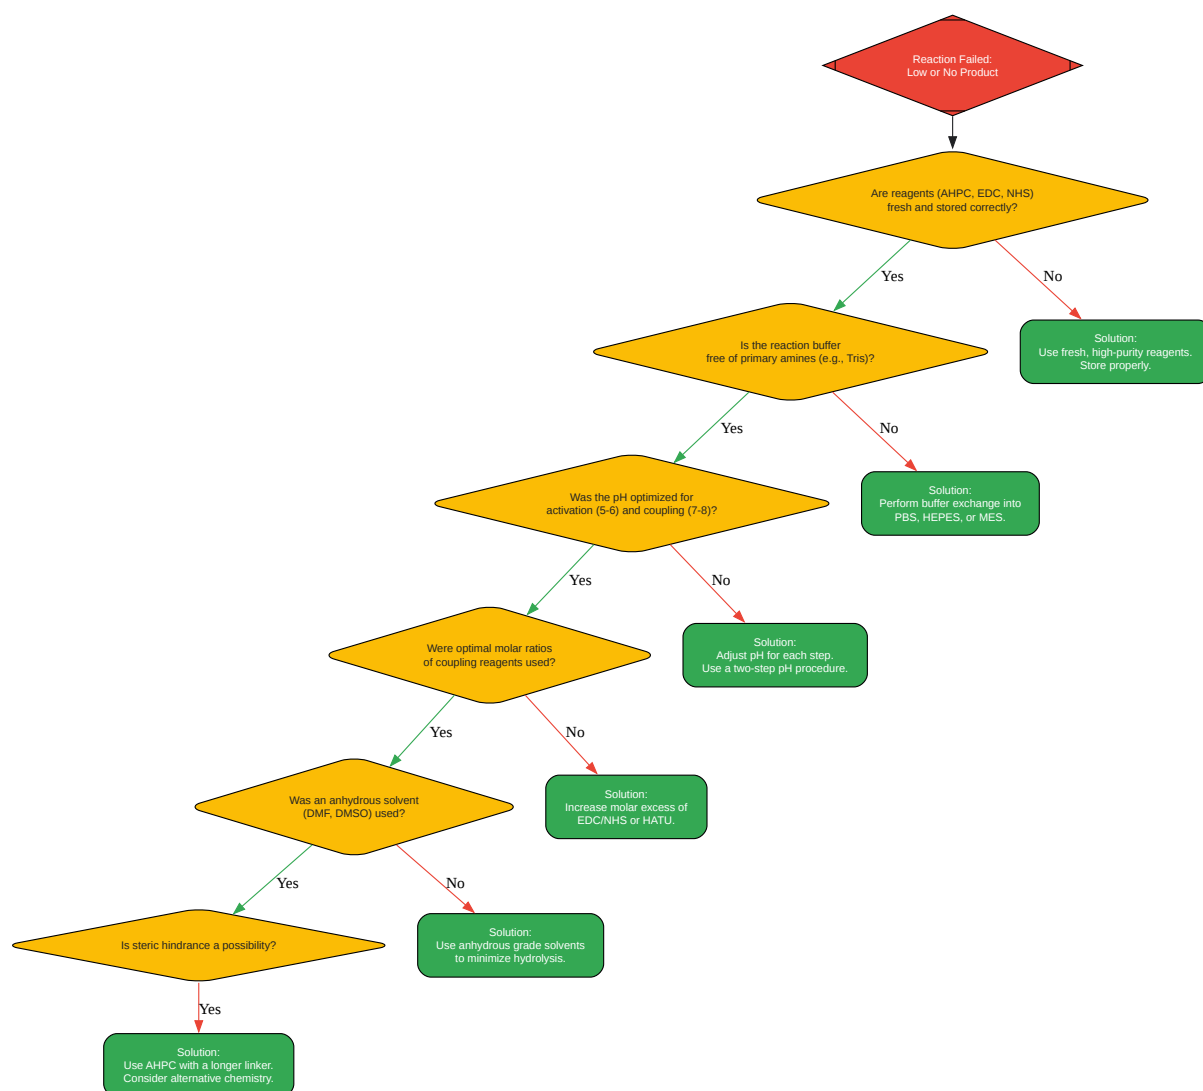 Reaction Failed:
Low or No Product
Are reagents (AHPC, EDC, NHS)
fresh and stored correctly?
Yes
No
Solution:
Use fresh, high-purity reagents.
Store properly.
Is the reaction buffer
free of primary amines (e.g., Tris)?
Yes
No
Solution:
Perform buffer exchange into
PBS, HEPES, or MES.
Was the pH optimized for
activation (5-6) and coupling (7-8)?
Yes
No
Solution:
Adjust pH for each step.
Use a two-step pH procedure.
Were optimal molar ratios
of coupling reagents used?
Yes
No
Solution:
Increase molar excess of
EDC/NHS or HATU.
Was an anhydrous solvent
(DMF, DMSO) used?
Yes
No
Solution:
Use anhydrous grade solvents
to minimize hydrolysis.
Is steric hindrance a possibility?
Yes
Solution:
Use AHPC with a longer linker.
Consider alternative chemistry.